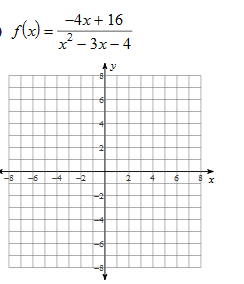 ) f(x) = (-4x + 16)/(x² - 3x - 4)
y
8
6
4
2
-8 -6 -4 -2 2 4 6 8 x
-2
-4
-6
-8